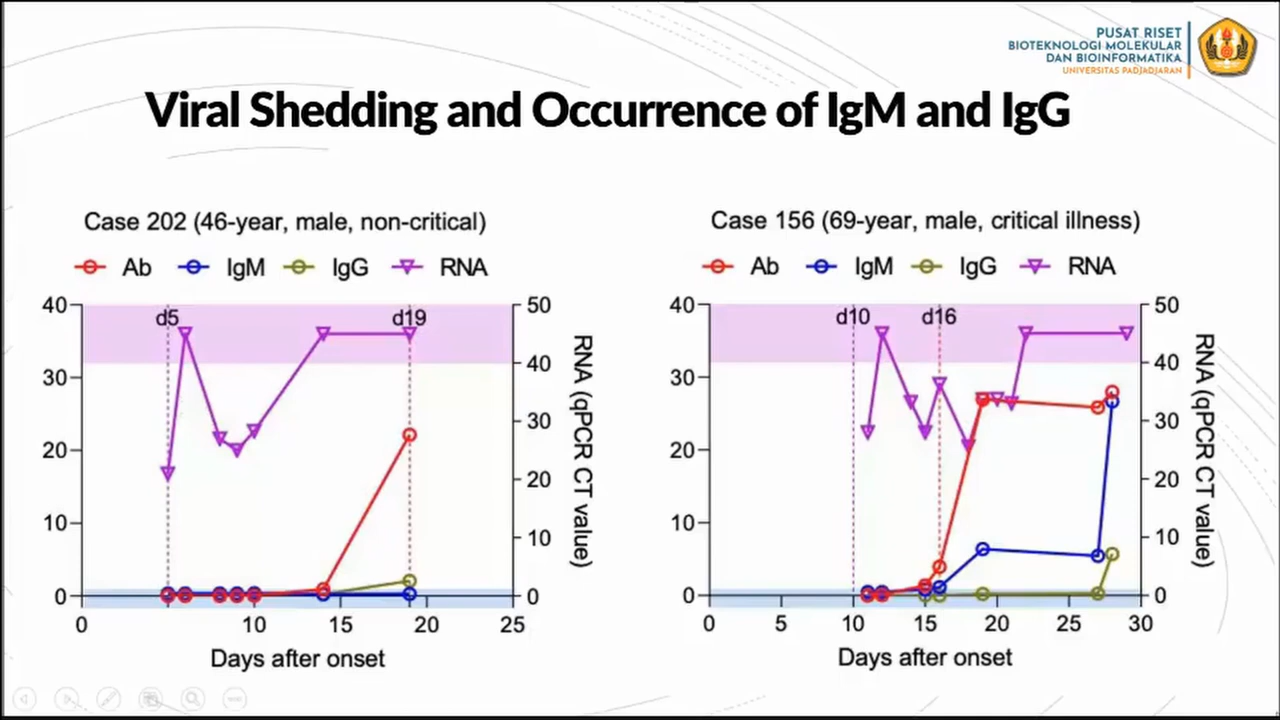 PUSAT RISET
BIOTEKNOLOGI MOLEKULAR
DAN BIOINFORMATIKA
UNIVERSITAS PADJADJARAN
Viral Shedding and Occurrence of IgM and IgG
Case 202 (46-year, male, non-critical)
Ab IgM IgG RNA
40 50
d5 d19
40
30
30
20
20
10
10
0 0
0 10 15 20 25
Days after onset
RNA (qPCR CT value)
Case 156 (69-year, male, critical illness)
Ab IgM IgG RNA
40 50
d10 d16
40
30
30
20
20
10
10
0 0
0 5 10 15 20 25 30
Days after onset
RNA (qPCR CT value)